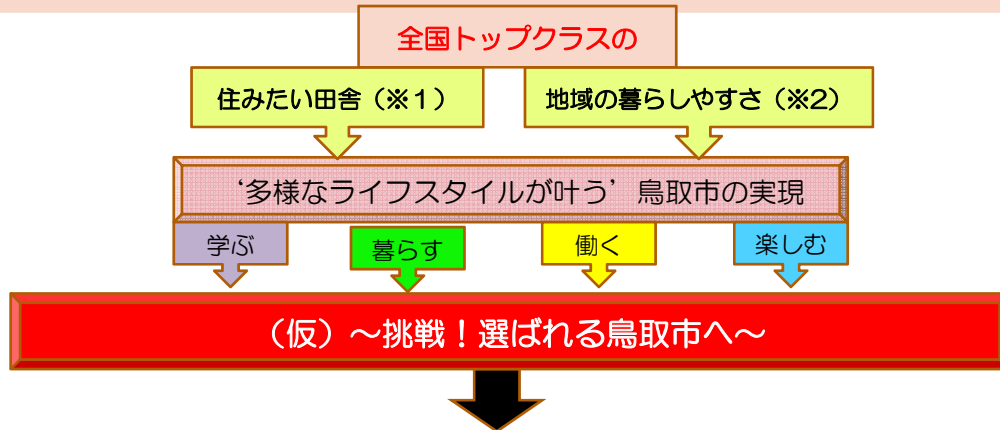 全国トップクラスの
住みたい田舎（※１）
地域の暮らしやすさ（※２）
‘多様なライフスタイルが叶う’鳥取市の実現
学ぶ
暮らす
働く
楽しむ
（仮）～挑戦！選ばれる鳥取市へ～